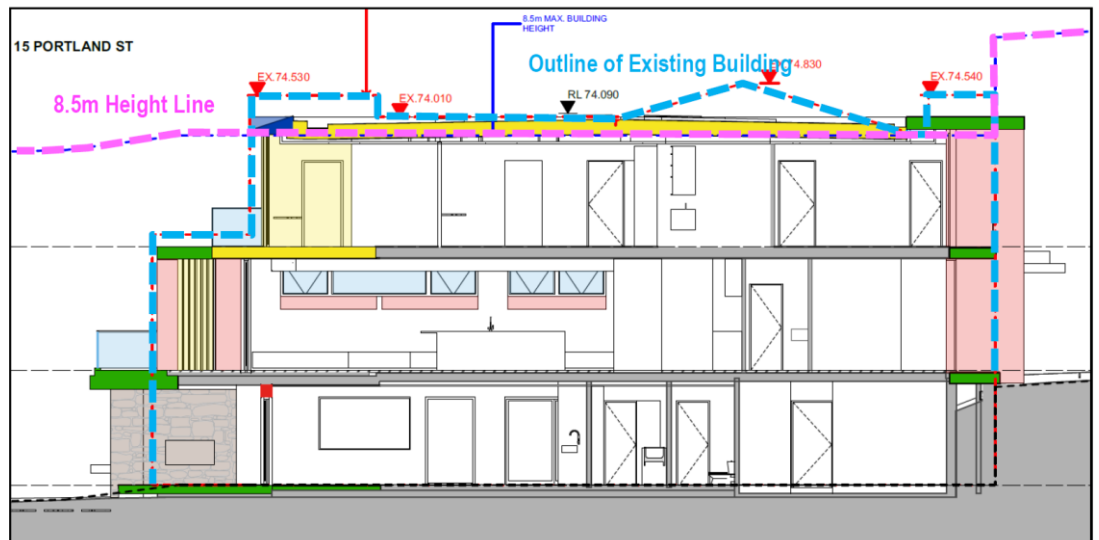 8.5m MAX. BUILDING
HEIGHT
15 PORTLAND ST
Outline of Existing Building
EX.74.530
74.830
EX.74.540
8.5m Height Line
EX.74.010
RL 74.090